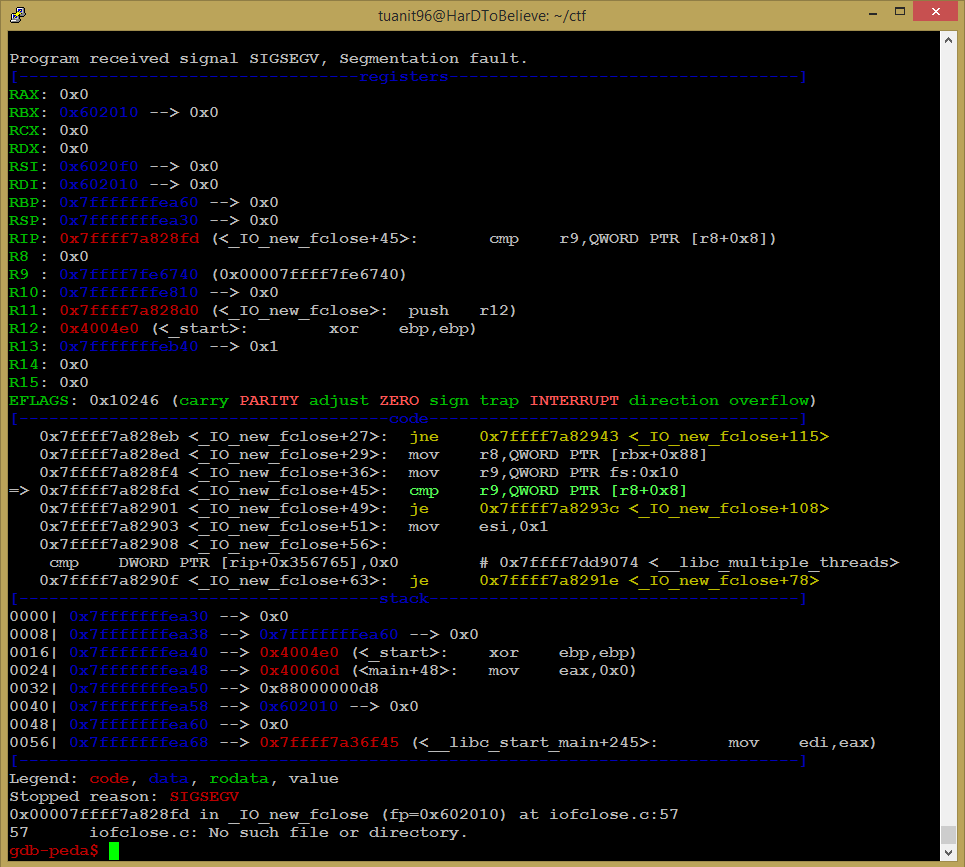 tuanit96@HarDToBelieve: ~/ctf
Program received signal SIGSEGV, Segmentation fault.
[----------------------------------registers-----------------------------------]
RAX: 0x0
RBX: 0x602010 --> 0x0
RCX: 0x0
RDX: 0x0
RSI: 0x6020f0 --> 0x0
RDI: 0x602010 --> 0x0
RBP: 0x7fffffffea60 --> 0x0
RSP: 0x7fffffffea30 --> 0x0
RIP: 0x7ffff7a828fd (<_IO_new_fclose+45>:       cmp    r9,QWORD PTR [r8+0x8])
R8 : 0x0
R9 : 0x7ffff7fe6740 (0x00007ffff7fe6740)
R10: 0x7fffffffe810 --> 0x0
R11: 0x7ffff7a828d0 (<_IO_new_fclose>:  push   r12)
R12: 0x4004e0 (<_start>:        xor    ebp,ebp)
R13: 0x7fffffffeb40 --> 0x1
R14: 0x0
R15: 0x0
EFLAGS: 0x10246 (carry PARITY adjust ZERO sign trap INTERRUPT direction overflow)
[-------------------------------------code-------------------------------------]
   0x7ffff7a828eb <_IO_new_fclose+27>:  jne    0x7ffff7a82943 <_IO_new_fclose+115>
   0x7ffff7a828ed <_IO_new_fclose+29>:  mov    r8,QWORD PTR [rbx+0x88]
   0x7ffff7a828f4 <_IO_new_fclose+36>:  mov    r9,QWORD PTR fs:0x10
=> 0x7ffff7a828fd <_IO_new_fclose+45>:  cmp    r9,QWORD PTR [r8+0x8]
   0x7ffff7a82901 <_IO_new_fclose+49>:  je     0x7ffff7a8293c <_IO_new_fclose+108>
   0x7ffff7a82903 <_IO_new_fclose+51>:  mov    esi,0x1
   0x7ffff7a82908 <_IO_new_fclose+56>:
    cmp    DWORD PTR [rip+0x356765],0x0        # 0x7ffff7dd9074 <__libc_multiple_threads>
   0x7ffff7a8290f <_IO_new_fclose+63>:  je     0x7ffff7a8291e <_IO_new_fclose+78>
[------------------------------------stack-------------------------------------]
0000| 0x7fffffffea30 --> 0x0
0008| 0x7fffffffea38 --> 0x7fffffffea60 --> 0x0
0016| 0x7fffffffea40 --> 0x4004e0 (<_start>:    xor    ebp,ebp)
0024| 0x7fffffffea48 --> 0x40060d (<main+48>:   mov    eax,0x0)
0032| 0x7fffffffea50 --> 0x88000000d8
0040| 0x7fffffffea58 --> 0x602010 --> 0x0
0048| 0x7fffffffea60 --> 0x0
0056| 0x7fffffffea68 --> 0x7ffff7a36f45 (<__libc_start_main+245>:       mov    edi,eax)
[------------------------------------------------------------------------------]
Legend: code, data, rodata, value
Stopped reason: SIGSEGV
0x00007ffff7a828fd in _IO_new_fclose (fp=0x602010) at iofclose.c:57
57      iofclose.c: No such file or directory.
gdb-peda$